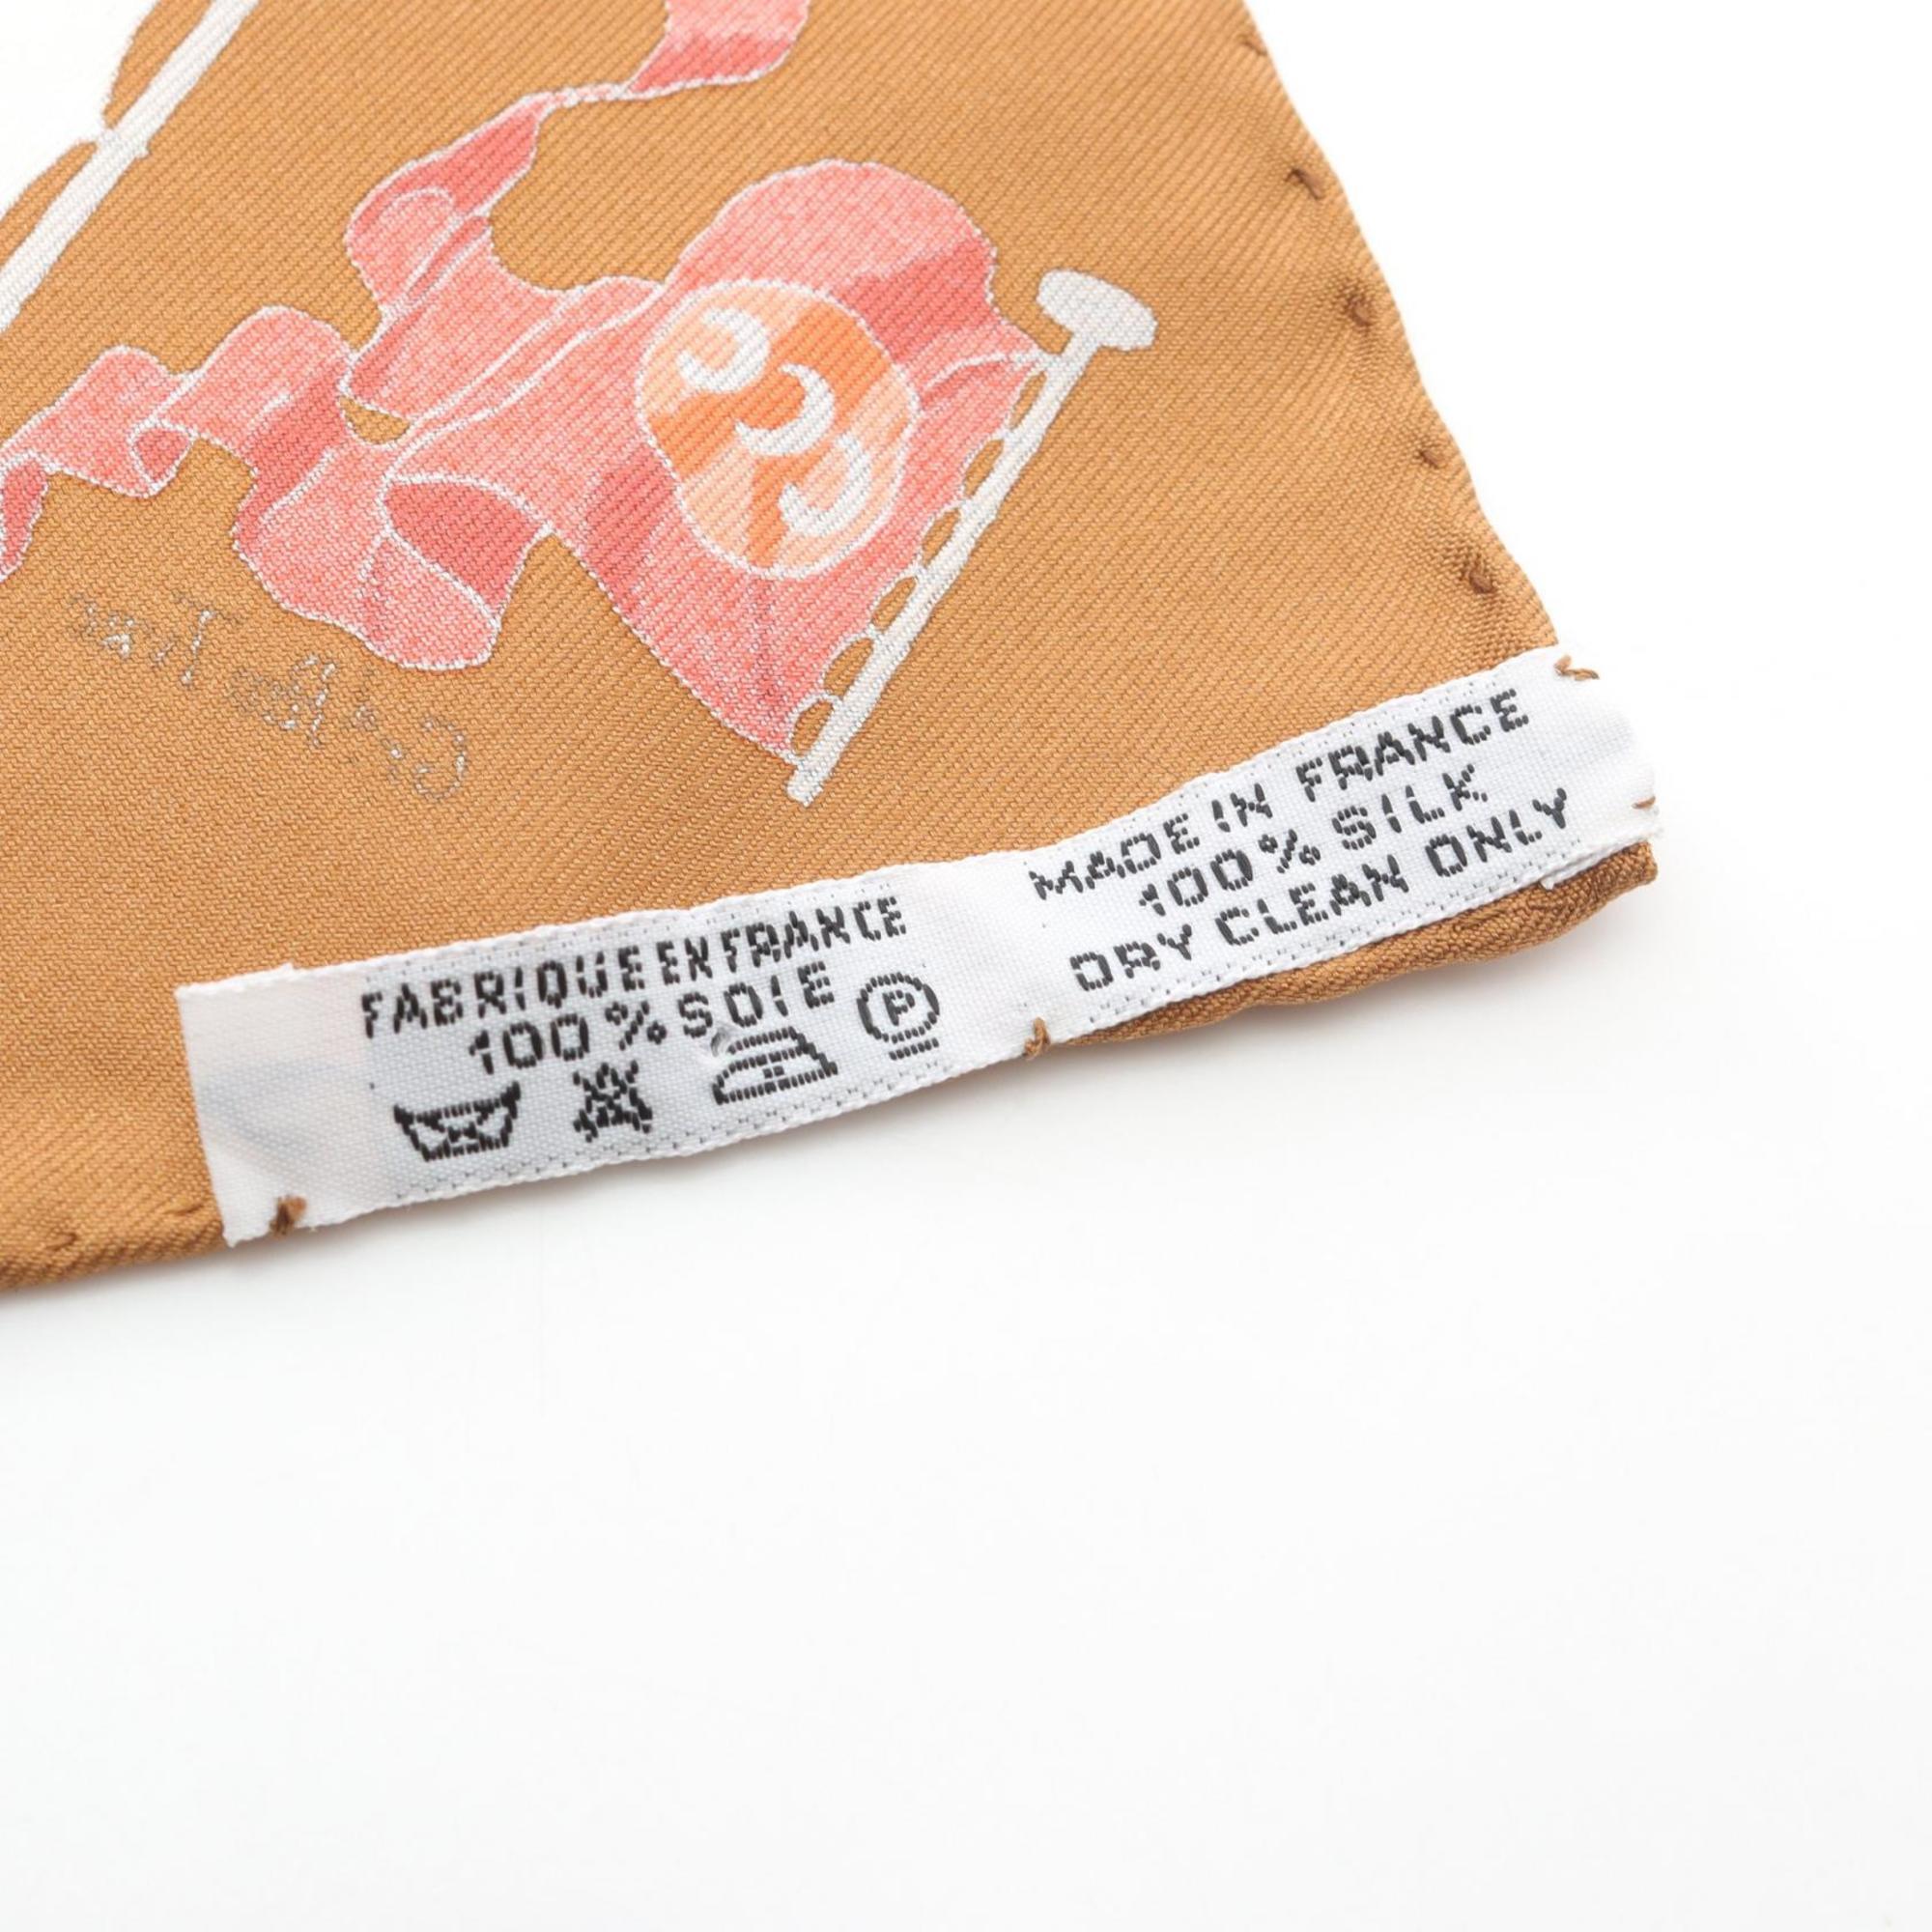 FABRIQUE EN FRANCE
100% SOIE
P
MADE IN FRANCE
100% SILK
DRY CLEAN ONLY